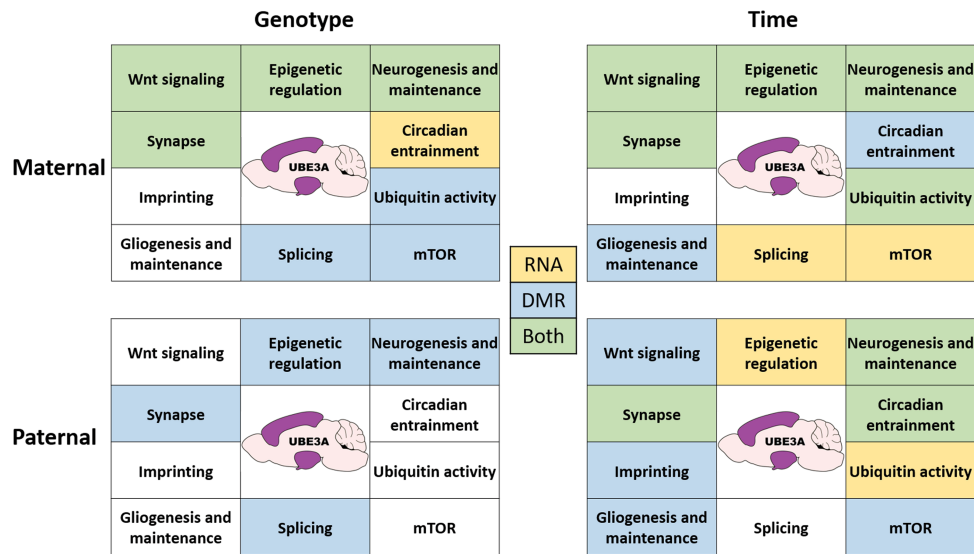 Genotype
Time
Maternal
Wnt signaling
Epigenetic
regulation
Neurogenesis and
maintenance
Synapse
UBE3A
Circadian
entrainment
Imprinting
Ubiquitin activity
Gliogenesis and
maintenance
Splicing
mTOR
Wnt signaling
Epigenetic
regulation
Neurogenesis and
maintenance
Synapse
UBE3A
Circadian
entrainment
Imprinting
Ubiquitin activity
Gliogenesis and
maintenance
Splicing
mTOR
RNA
DMR
Both
Paternal
Wnt signaling
Epigenetic
regulation
Neurogenesis and
maintenance
Synapse
UBE3A
Circadian
entrainment
Imprinting
Ubiquitin activity
Gliogenesis and
maintenance
Splicing
mTOR
Wnt signaling
Epigenetic
regulation
Neurogenesis and
maintenance
Synapse
UBE3A
Circadian
entrainment
Imprinting
Ubiquitin activity
Gliogenesis and
maintenance
Splicing
mTOR